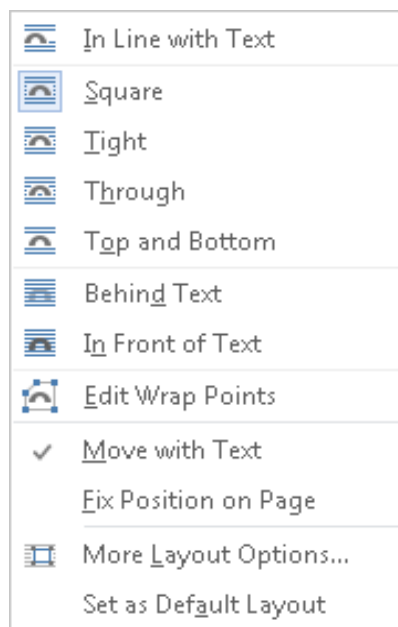 In Line with Text
Square
Tight
Through
Top and Bottom
Behind Text
In Front of Text
Edit Wrap Points
Move with Text
Fix Position on Page
More Layout Options...
Set as Default Layout